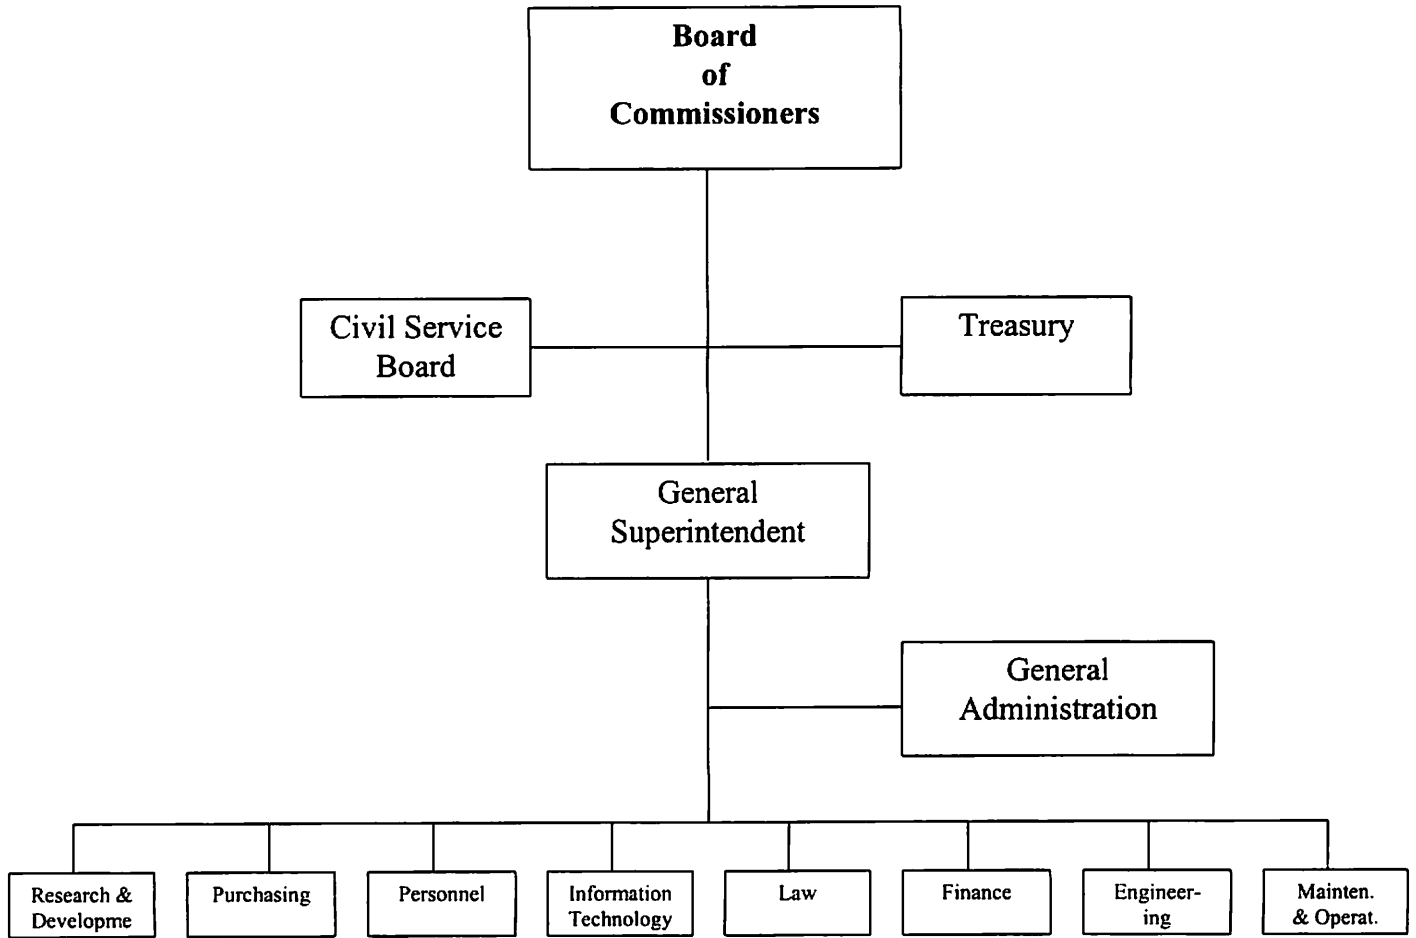 Board
of
Commissioners
Civil Service
Board
Treasury
General
Superintendent
General
Administration
Research &
Developme
Purchasing
Personnel
Information
Technology
Law
Finance
Engineer-
ing
Mainten.
& Operat.